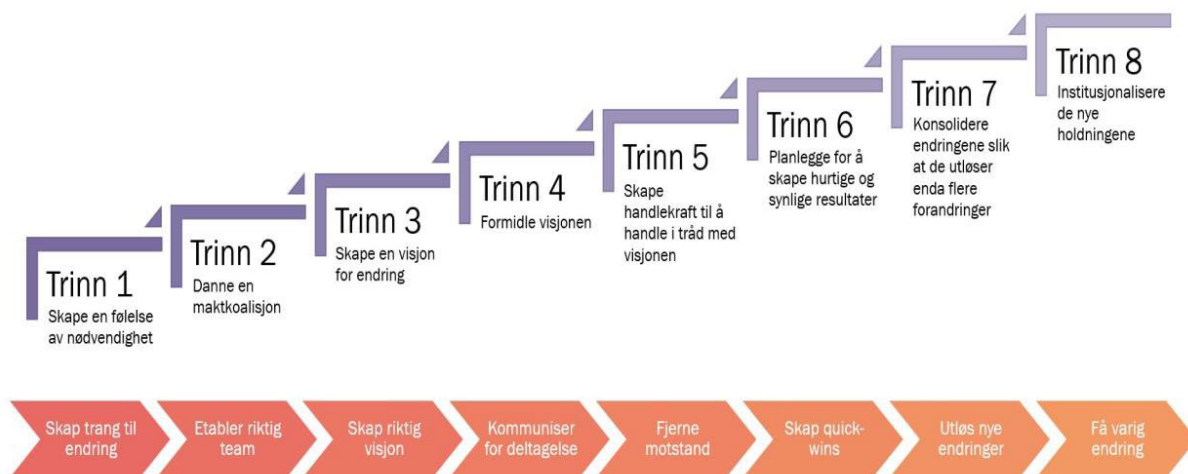 Trinn 1
Skape en følelse
av nødvendighet
Trinn 2
Danne en
maktkoalisjon
Trinn 3
Skape en visjon
for endring
Trinn 4
Formidle visjonen
Trinn 5
Skape
handlekraft til å
handle i tråd med
visjonen
Trinn 6
Planlegge for å
skape hurtige og
synlige resultater
Trinn 7
Konsolidere
endringene slik
at de utløser
enda flere
forandringer
Trinn 8
Institusjonalisere
de nye
holdningene
Skap trang til
endring
Etabler riktig
team
Skap riktig
visjon
Kommuniser
for deltagelse
Fjerne
motstand
Skap quick-
wins
Utløs nye
endringer
Få varig
endring